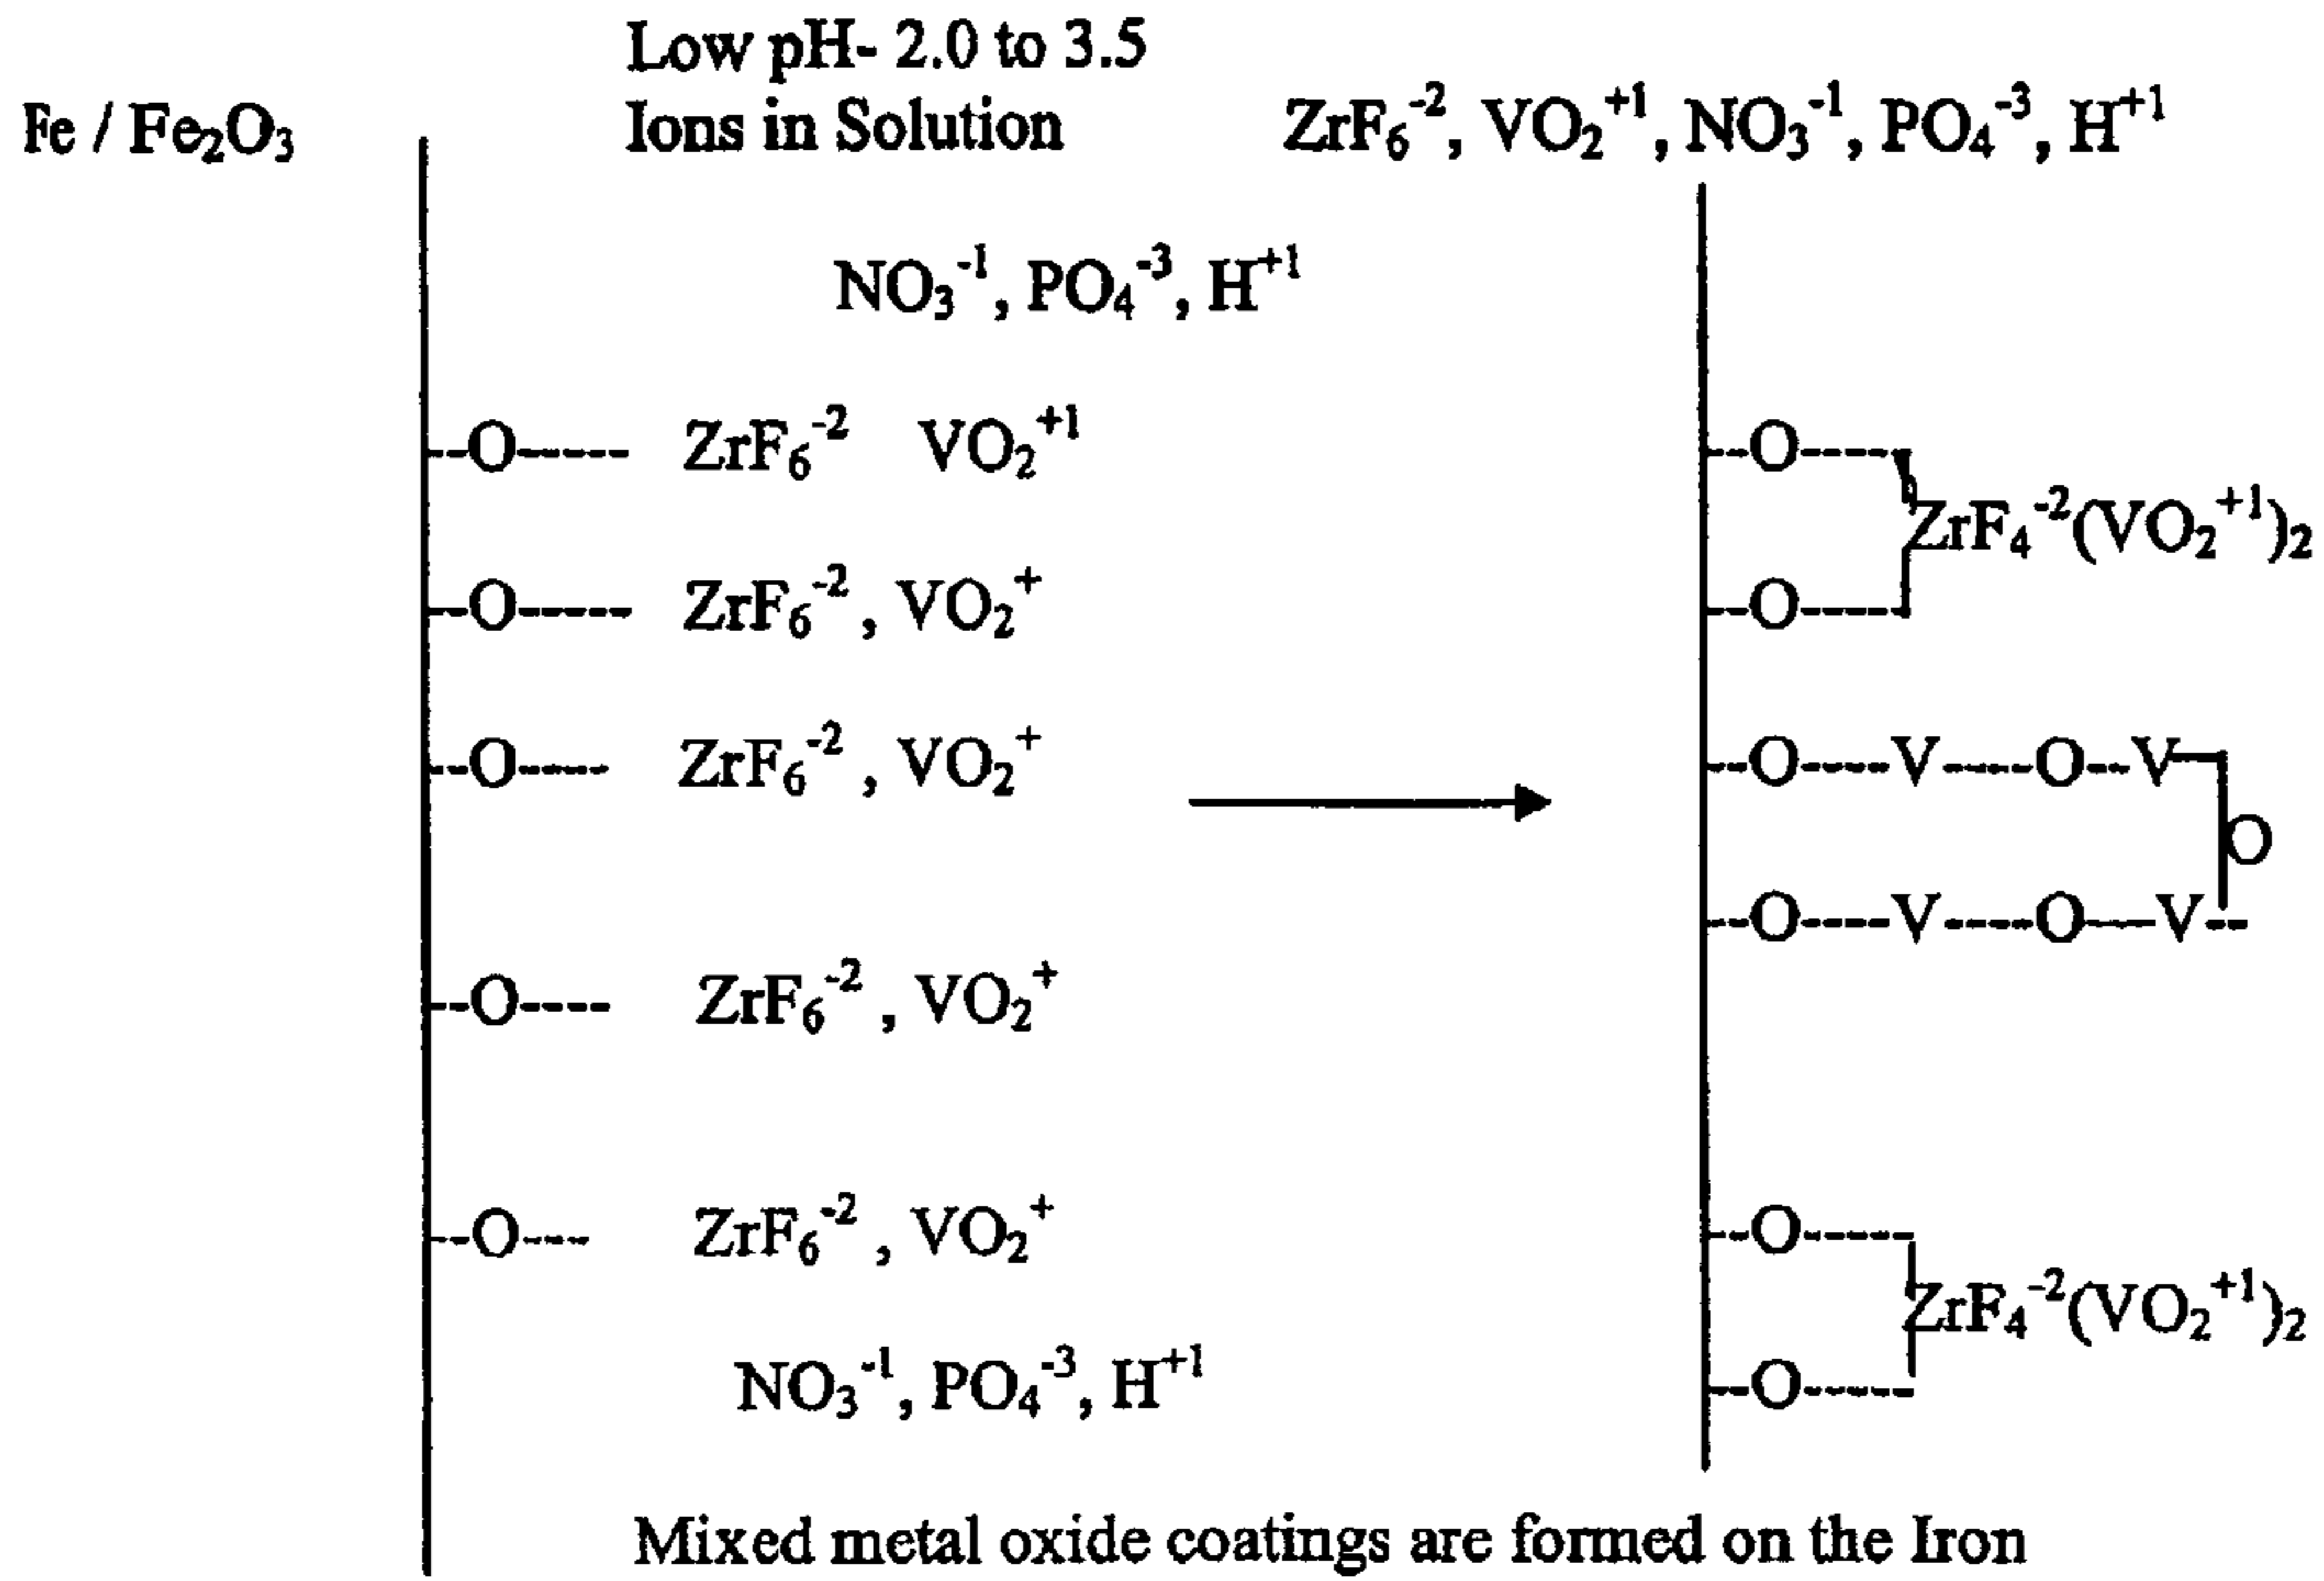 Low pH- 2.0 to 3.5
Fe / Fe₂O₃ Ions in Solution ZrF₆⁻², VO₂⁺¹, NO₃⁻¹, PO₄⁻³, H⁺¹
NO₃⁻¹, PO₄⁻³, H⁺¹
--O----- ZrF₆⁻² VO₂⁺¹ --O-----
ZrF₄⁻²(VO₂⁺¹)₂
--O----- ZrF₆⁻², VO₂⁺ --O-----
--O---- ZrF₆⁻², VO₂⁺ --O----V----O--V
O
--O----V----O—V--
--O---- ZrF₆⁻², VO₂⁺
--O--- ZrF₆⁻², VO₂⁺ --O-----
ZrF₄⁻²(VO₂⁺¹)₂
NO₃⁻¹, PO₄⁻³, H⁺¹ --O-----
Mixed metal oxide coatings are formed on the Iron